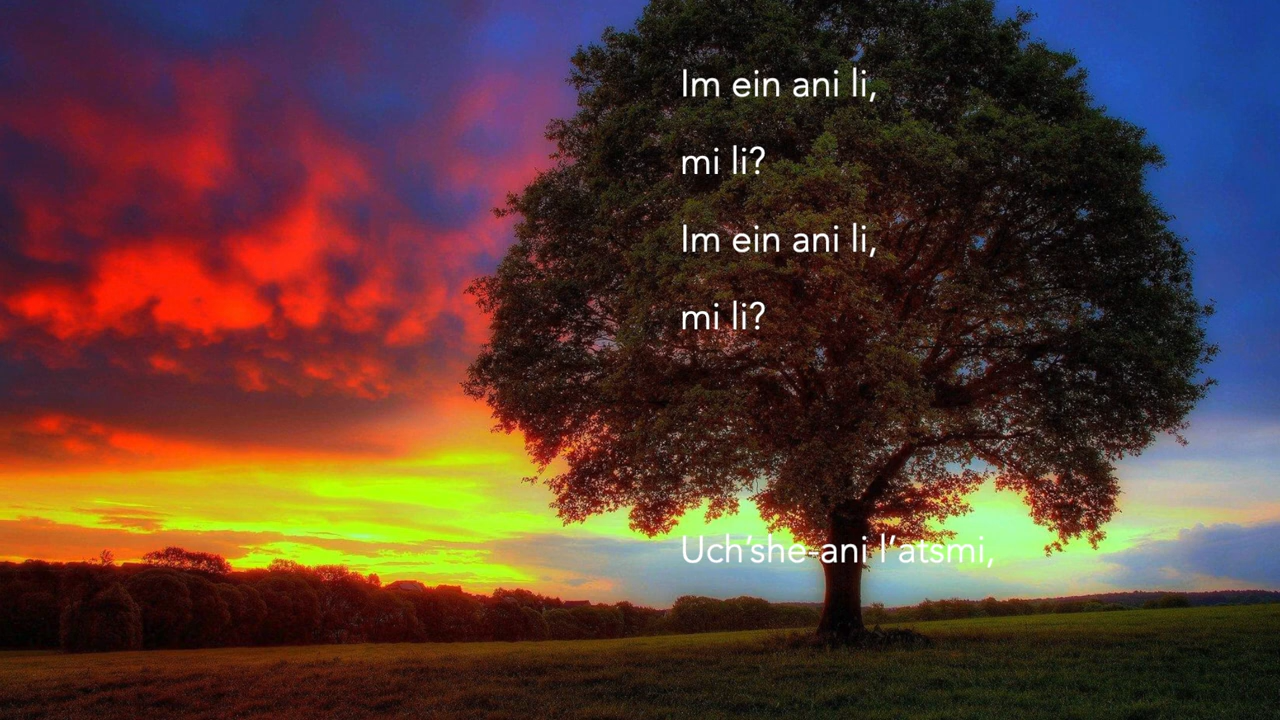 Im ein ani li,
mi li?
Im ein ani li,
mi li?
Uch’she-ani l’atsmi,